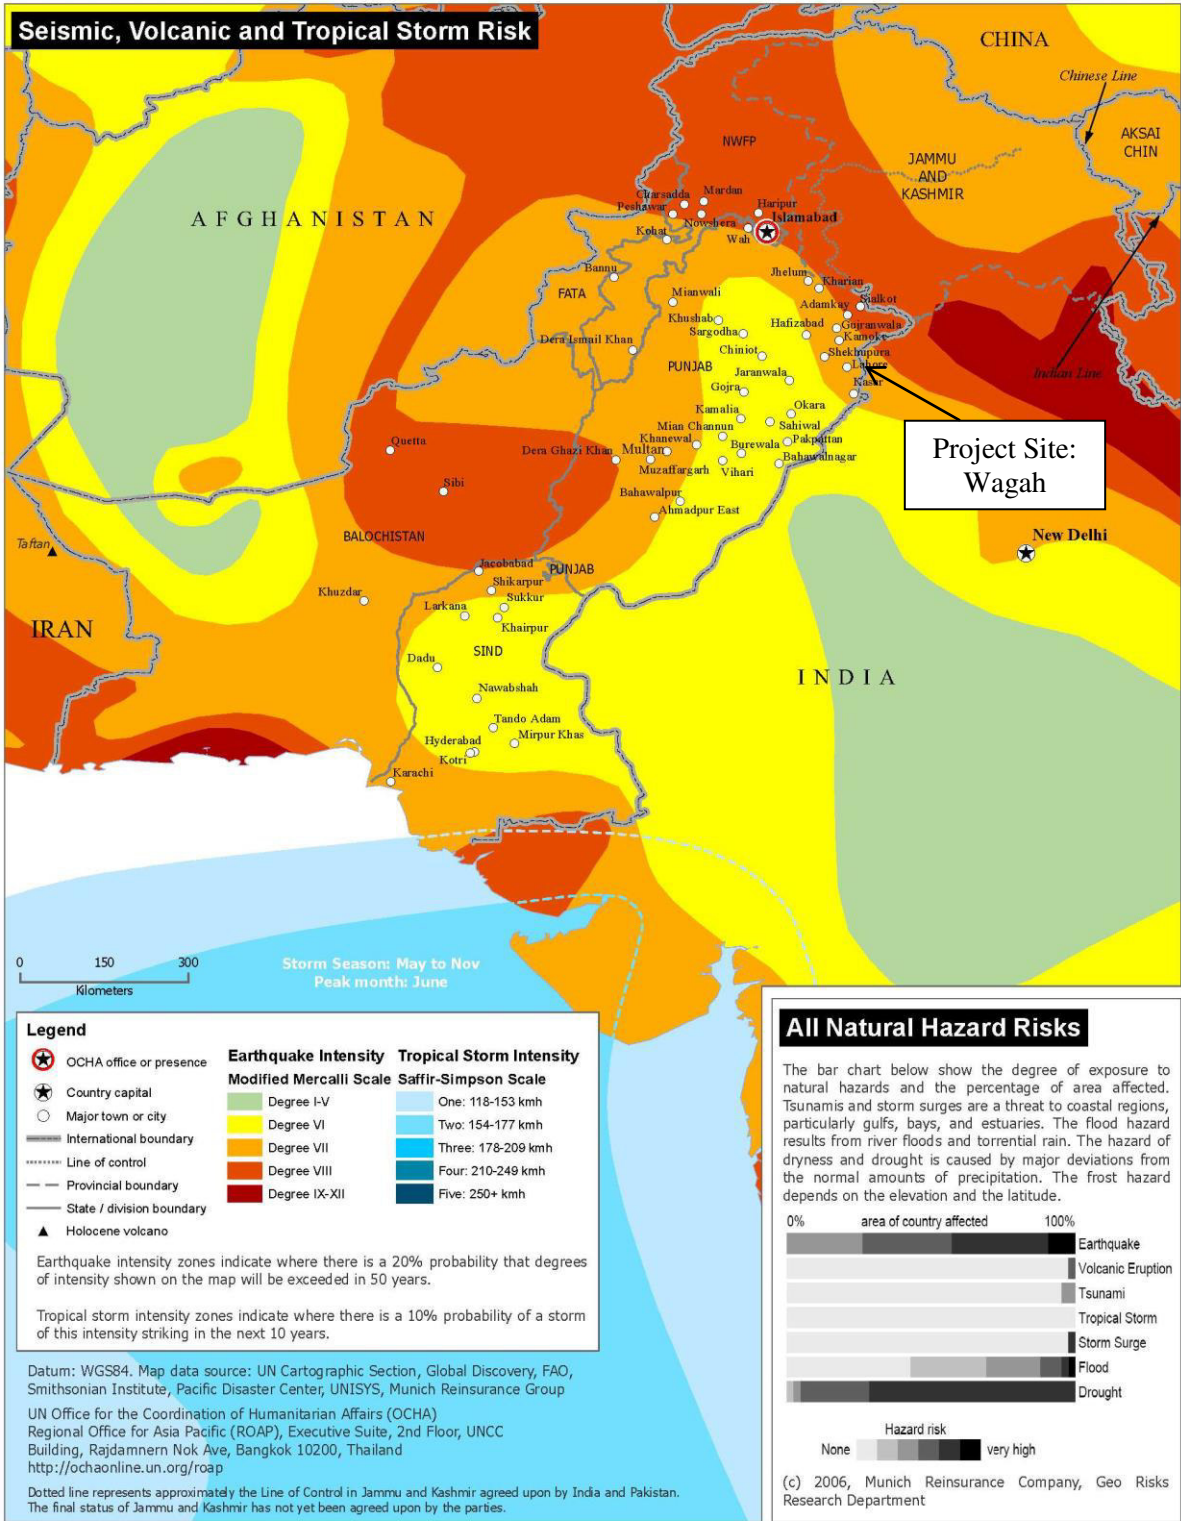 Seismic, Volcanic and Tropical Storm Risk
CHINA
Chinese Line
AKSAI
CHIN
NWFP
JAMMU
AND
KASHMIR
AFGHANISTAN
Charsadda
Mardan
Peshawar
Nowshera
Haripur
Islamabad
Kohat
Wah
Bannu
FATA
Jhelum
Kharian
Mianwali
Adamkay
Sialkot
Khushab
Sargodha
Hafizabad
Gojranwala
Kamoke
Dera Ismail Khan
Chiniot
Shekhupura
PUNJAB
Lahore
Jaranwala
Indian Line
Gojra
Kasur
Kamalia
Okara
Mian Channun
Sahiwal
Khanewal
Pakpattan
Quetta
Dera Ghazi Khan
Multan
Burewala
Muzaffargarh
Vihari
Bahawalnagar
Project Site:
Wagah
Sibi
Bahawalpur
Ahmadpur East
BALOCHISTAN
New Delhi
Taftan
Jacobabad
PUNJAB
Shikarpur
Khuzdar
Larkana
Sukkur
Khairpur
IRAN
SIND
Dadu
INDIA
Nawabshah
Tando Adam
Hyderabad
Mirpur Khas
Kotri
Karachi
0 150 300
Kilometers
Storm Season: May to Nov
Peak month: June
Legend
OCHA office or presence
Country capital
Major town or city
International boundary
Line of control
Provincial boundary
State / division boundary
Holocene volcano
Earthquake Intensity
Modified Mercalli Scale
Degree I-V
Degree VI
Degree VII
Degree VIII
Degree IX-XII
Tropical Storm Intensity
Saffir-Simpson Scale
One: 118-153 kmh
Two: 154-177 kmh
Three: 178-209 kmh
Four: 210-249 kmh
Five: 250+ kmh
Earthquake intensity zones indicate where there is a 20% probability that degrees
of intensity shown on the map will be exceeded in 50 years.
Tropical storm intensity zones indicate where there is a 10% probability of a storm
of this intensity striking in the next 10 years.
Datum: WGS84. Map data source: UN Cartographic Section, Global Discovery, FAO,
Smithsonian Institute, Pacific Disaster Center, UNISYS, Munich Reinsurance Group
UN Office for the Coordination of Humanitarian Affairs (OCHA)
Regional Office for Asia Pacific (ROAP), Executive Suite, 2nd Floor, UNCC
Building, Rajdamnern Nok Ave, Bangkok 10200, Thailand
http://ochaonline.un.org/roap
Dotted line represents approximately the Line of Control in Jammu and Kashmir agreed upon by India and Pakistan.
The final status of Jammu and Kashmir has not yet been agreed upon by the parties.
All Natural Hazard Risks
The bar chart below show the degree of exposure to
natural hazards and the percentage of area affected.
Tsunamis and storm surges are a threat to coastal regions,
particularly gulfs, bays, and estuaries. The flood hazard
results from river floods and torrential rain. The hazard of
dryness and drought is caused by major deviations from
the normal amounts of precipitation. The frost hazard
depends on the elevation and the latitude.
0% area of country affected 100%
Earthquake
Volcanic Eruption
Tsunami
Tropical Storm
Storm Surge
Flood
Drought
Hazard risk
None very high
(c) 2006, Munich Reinsurance Company, Geo Risks
Research Department